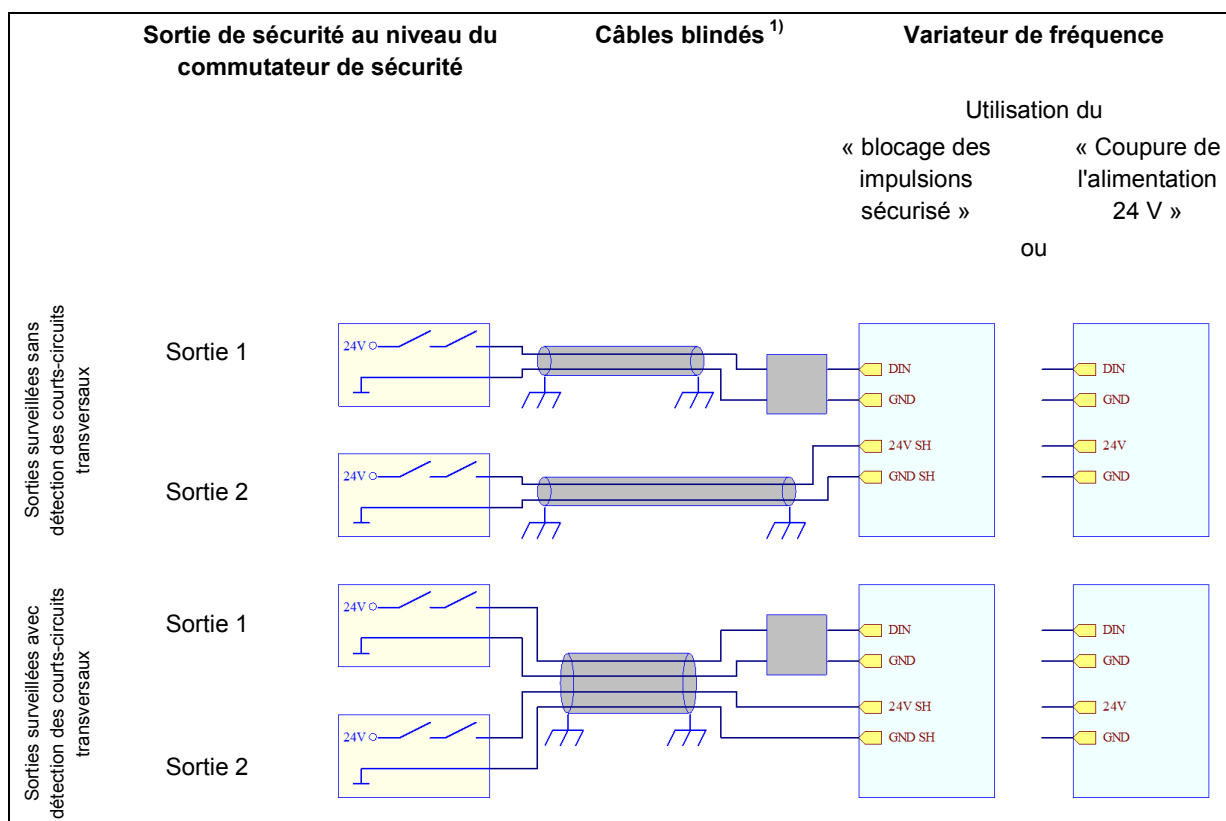 Sortie de sécurité au niveau du
commutateur de sécurité
Câbles blindés 1)
Variateur de fréquence
Utilisation du
« blocage des
impulsions
sécurisé »
« Coupure de
l'alimentation
24 V »
ou
Sorties surveillées sans
détection des courts-circuits
transversaux
Sortie 1
24V
DIN
GND
DIN
GND
Sortie 2
24V
24V SH
GND SH
24V
GND
Sorties surveillées avec
détection des courts-circuits
transversaux
Sortie 1
24V
DIN
GND
DIN
GND
Sortie 2
24V
24V SH
GND SH
24V
GND